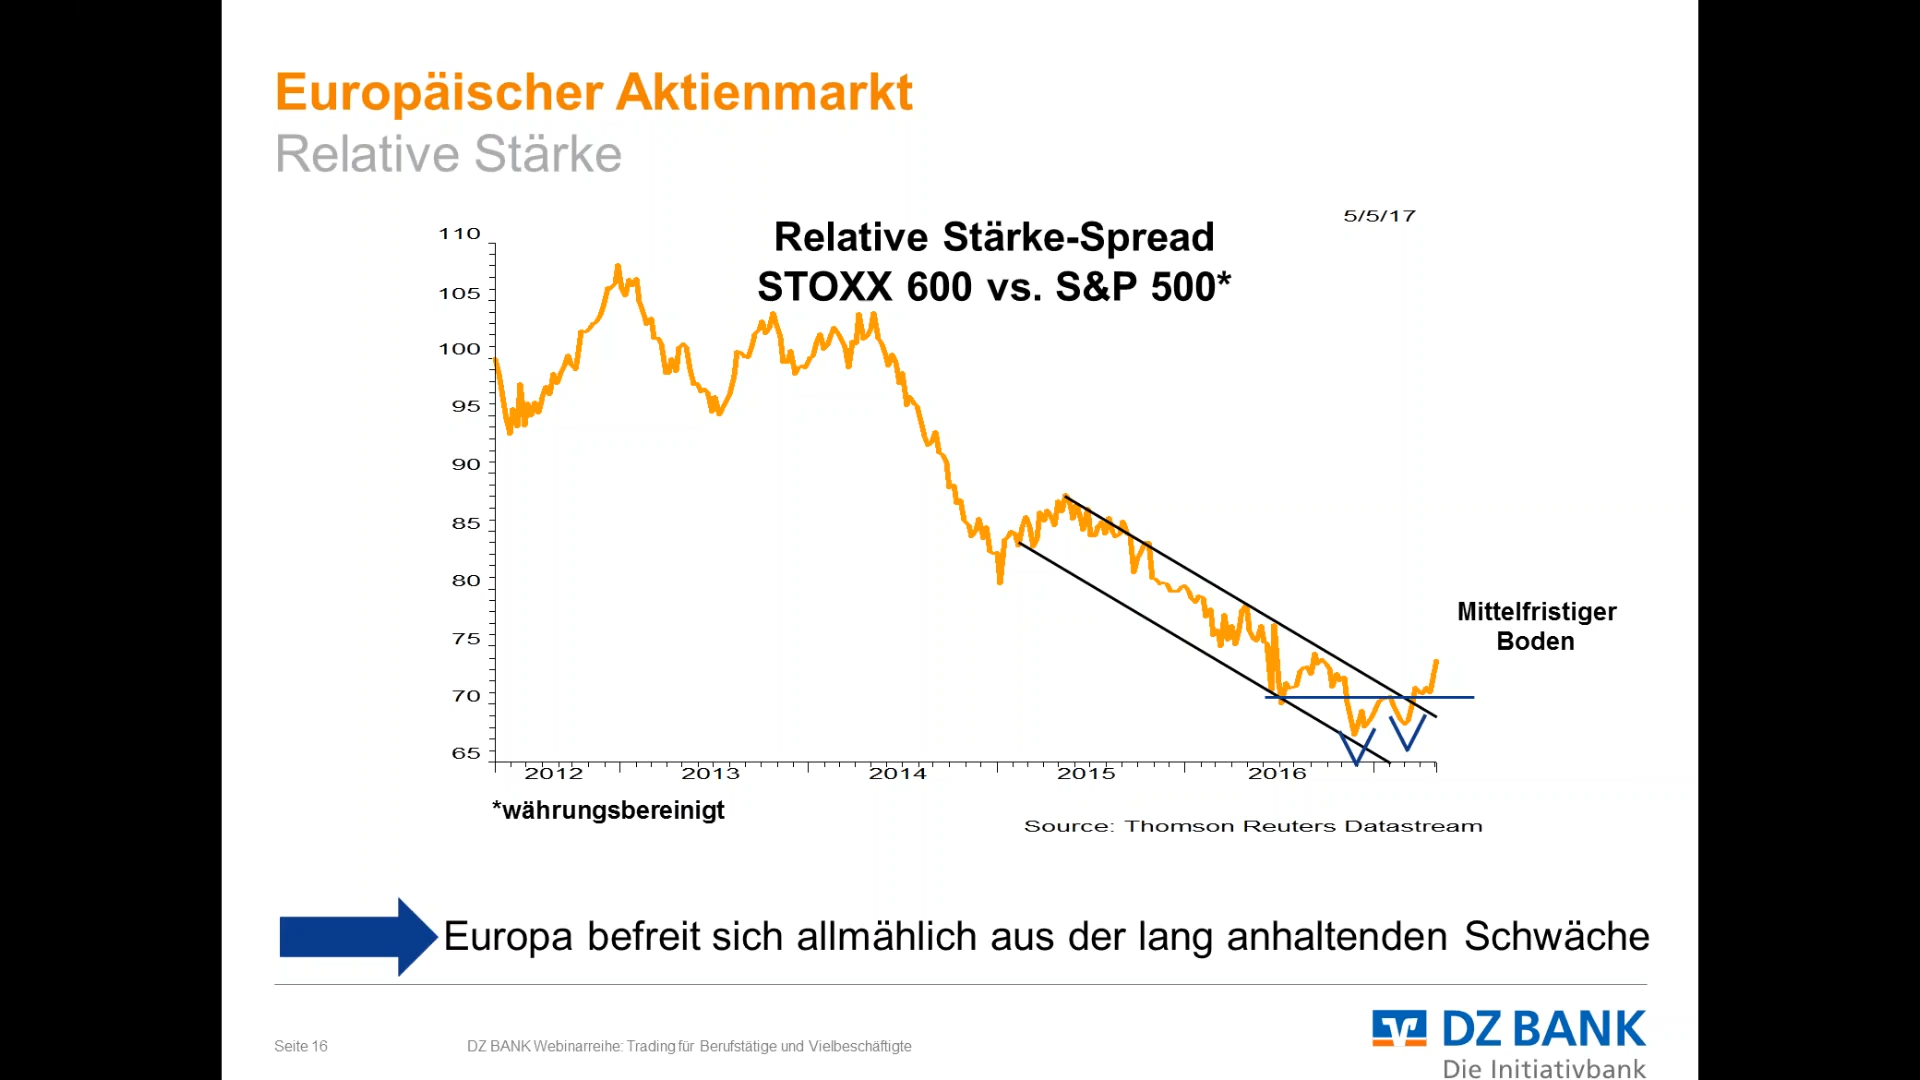 Europäischer Aktienmarkt
Relative Stärke
5/5/17
Relative Stärke-Spread
STOXX 600 vs. S&P 500*
110
105
100
95
90
85
80
75
70
65
Mittelfristiger
Boden
2012 2013 2014 2015 2016
*währungsbereinigt
Source: Thomson Reuters Datastream
Europa befreit sich allmählich aus der lang anhaltenden Schwäche
Seite 16
DZ BANK Webinarreihe: Trading für Berufstätige und Vielbeschäftigte
DZ BANK
Die Initiativbank